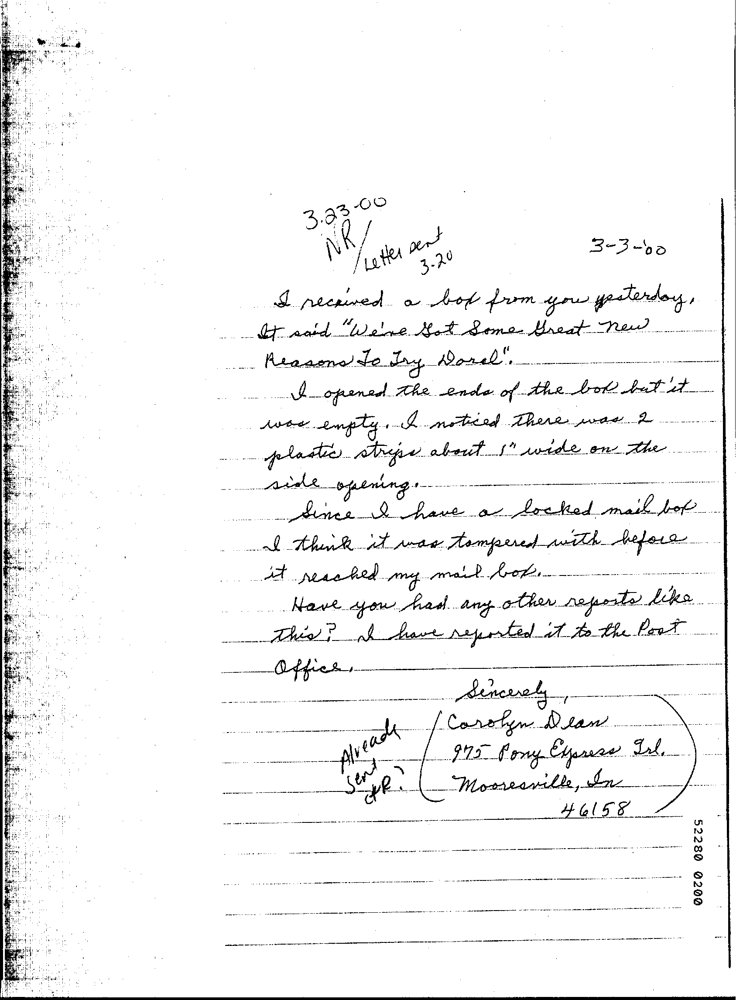 3.23-00
NR/
Letter sent
3-20
3-3-'00
I received a box from you yesterday.
It said "We've Got Some Great New
Reasons To Try Doral".
I opened the ends of the box but it
was empty. I noticed there was 2
plastic strips about 1" wide on the
side opening.
Since I have a locked mail box
I think it was tampered with before
it reached my mail box.
Have you had any other reports like
this? I have reported it to the Post
Office.
Sincerely,
Carolyn Dean
975 Pony Express Trl.
Mooresville, In
46158
Already
Sent
52280 0200